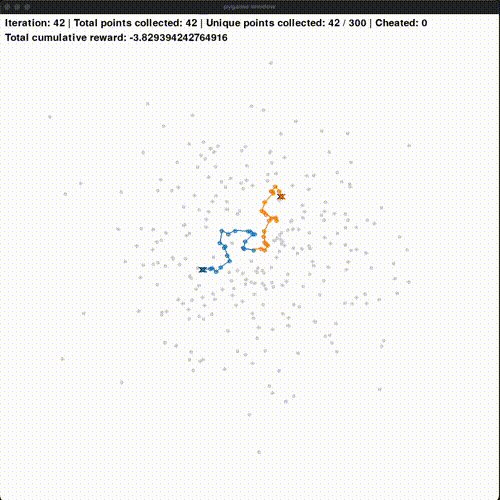 pygame window
Iteration: 42 | Total points collected: 42 | Unique points collected: 42 / 300 | Cheated: 0
Total cumulative reward: -3.829394242764916